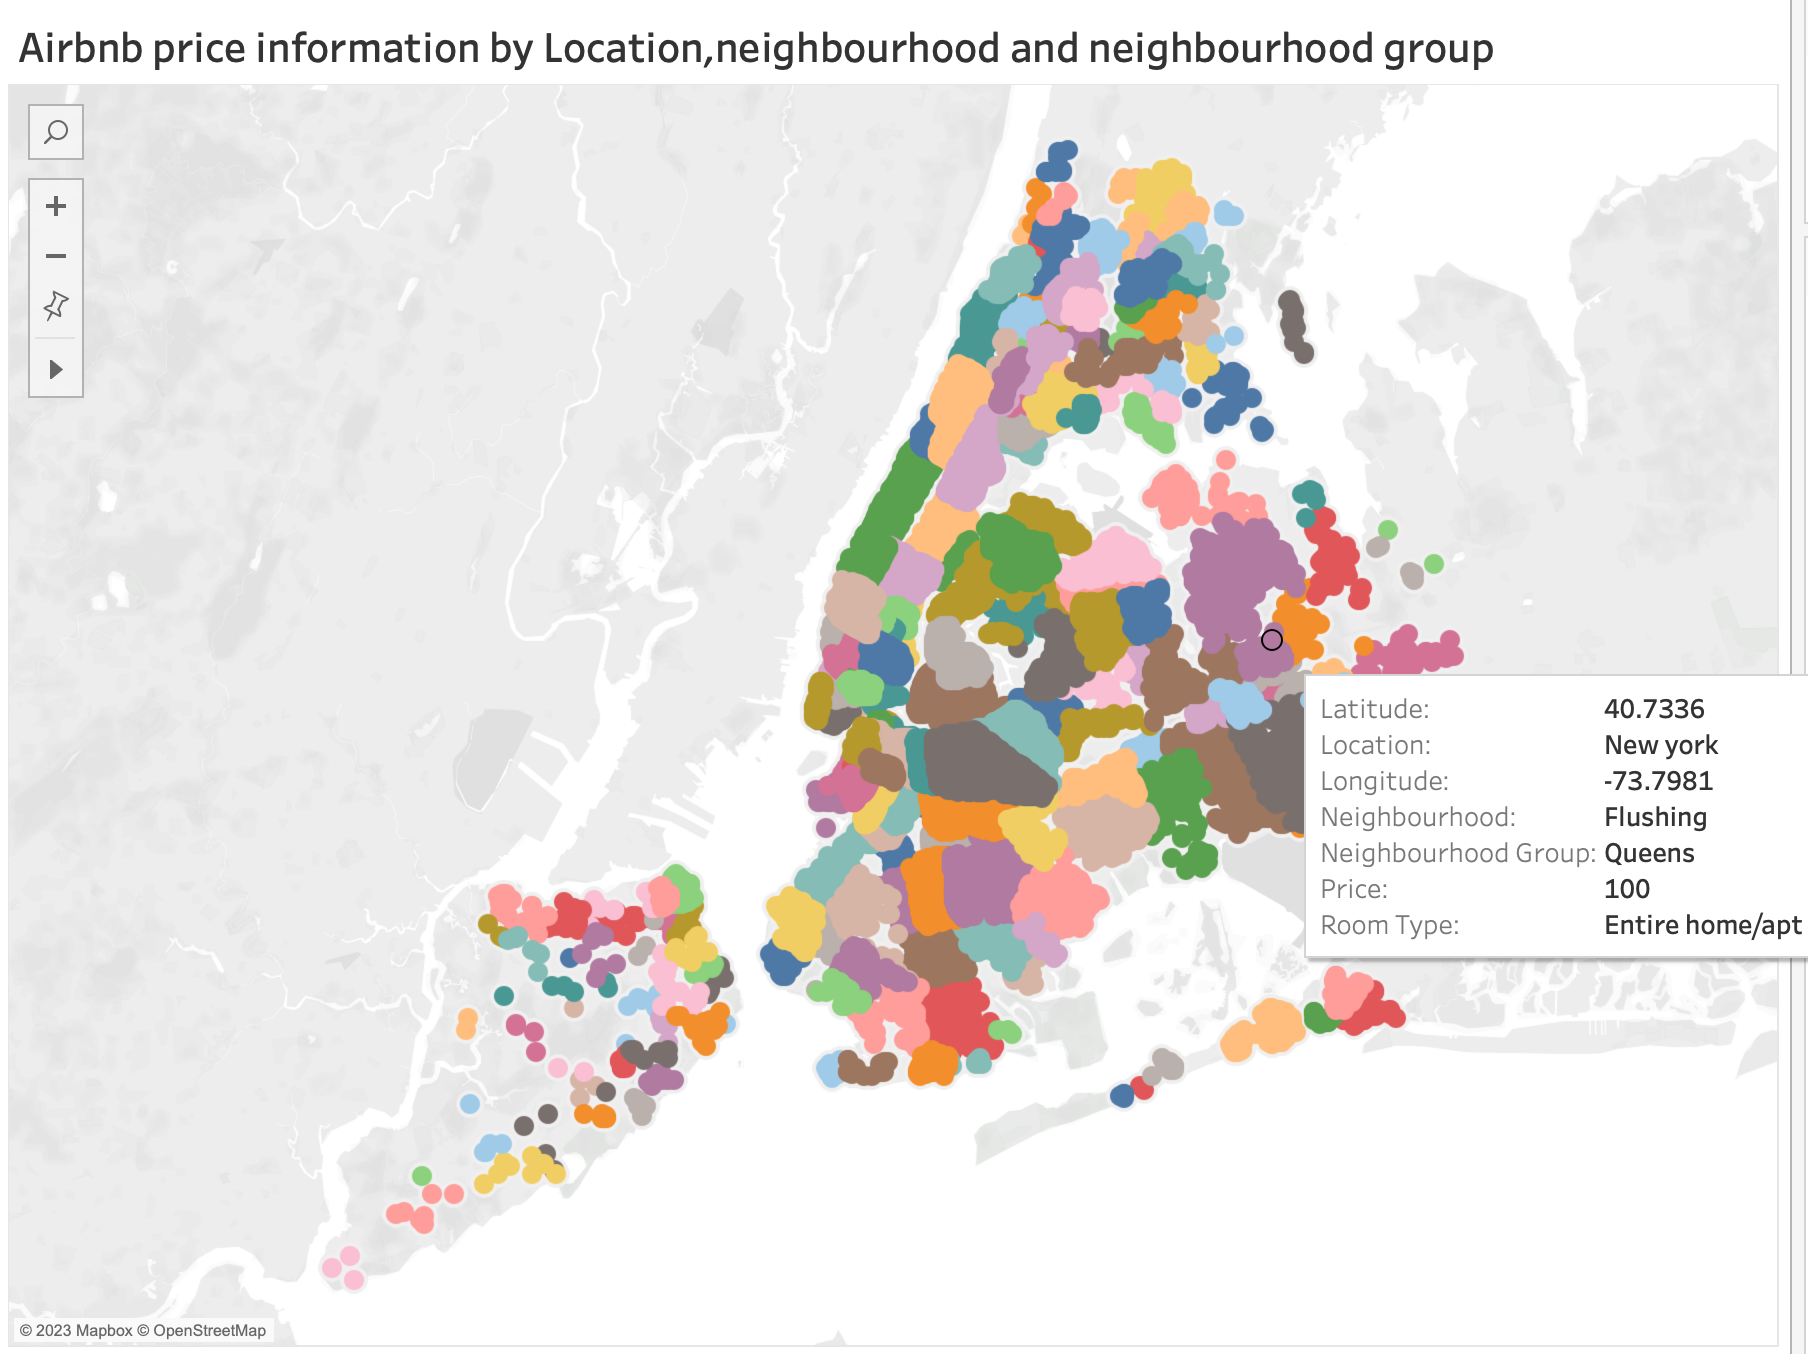 Airbnb price information by Location,neighbourhood and neighbourhood group
Latitude: 40.7336
Location: New york
Longitude: -73.7981
Neighbourhood: Flushing
Neighbourhood Group: Queens
Price: 100
Room Type: Entire home/apt
© 2023 Mapbox © OpenStreetMap